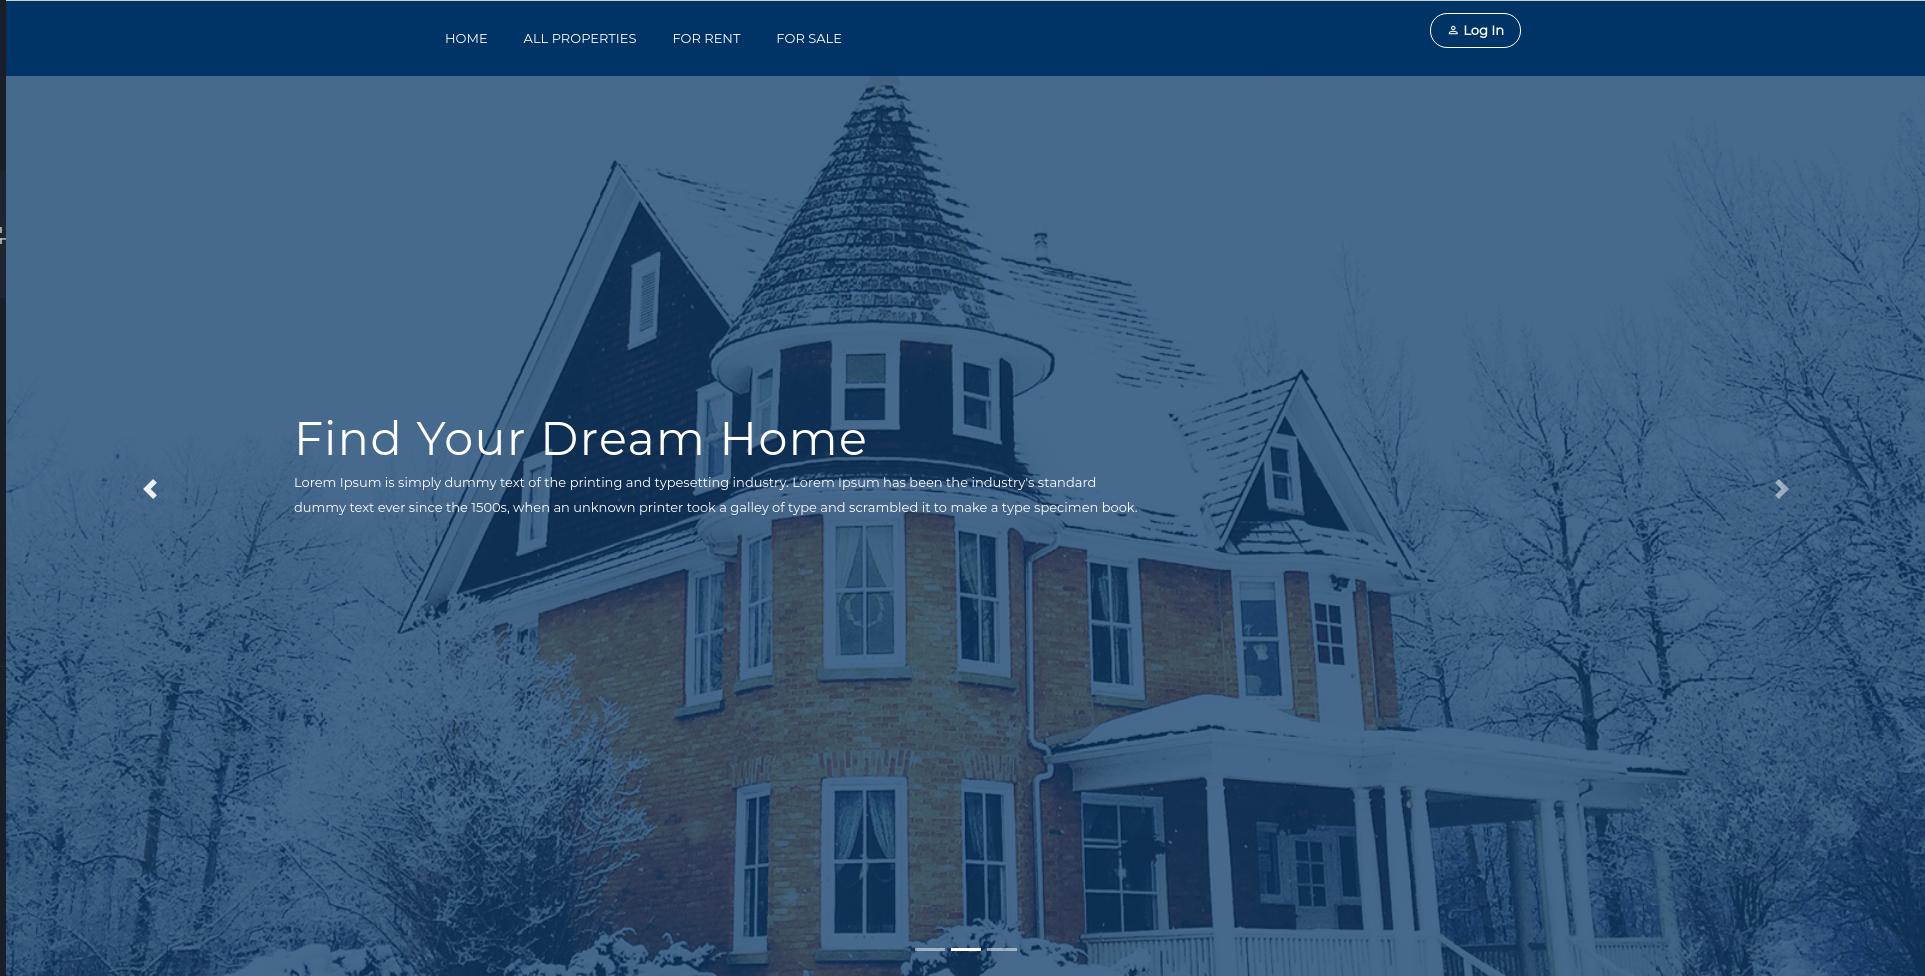 HOME ALL PROPERTIES FOR RENT FOR SALE Log In
Find Your Dream Home
Lorem Ipsum is simply dummy text of the printing and typesetting industry. Lorem Ipsum has been the industry's standard
dummy text ever since the 1500s, when an unknown printer took a galley of type and scrambled it to make a type specimen book.